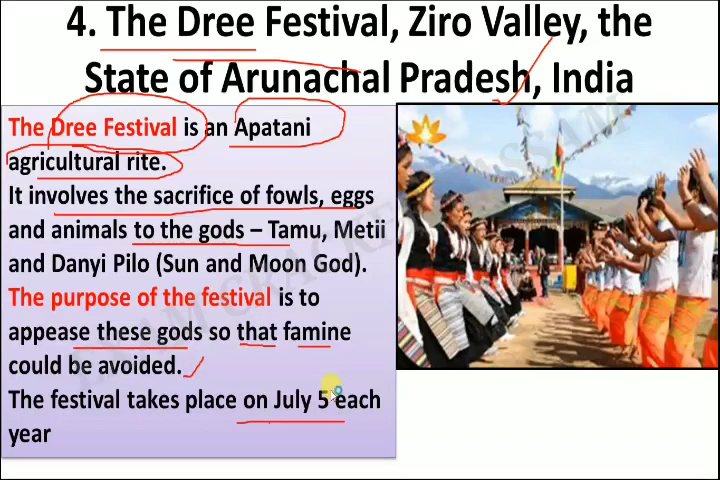 4. The Dree Festival, Ziro Valley, the
State of Arunachal Pradesh, India
The Dree Festival is an Apatani
agricultural rite.
It involves the sacrifice of fowls, eggs
and animals to the gods – Tamu, Metii
and Danyi Pilo (Sun and Moon God).
The purpose of the festival is to
appease these gods so that famine
could be avoided.
The festival takes place on July 5 each
year